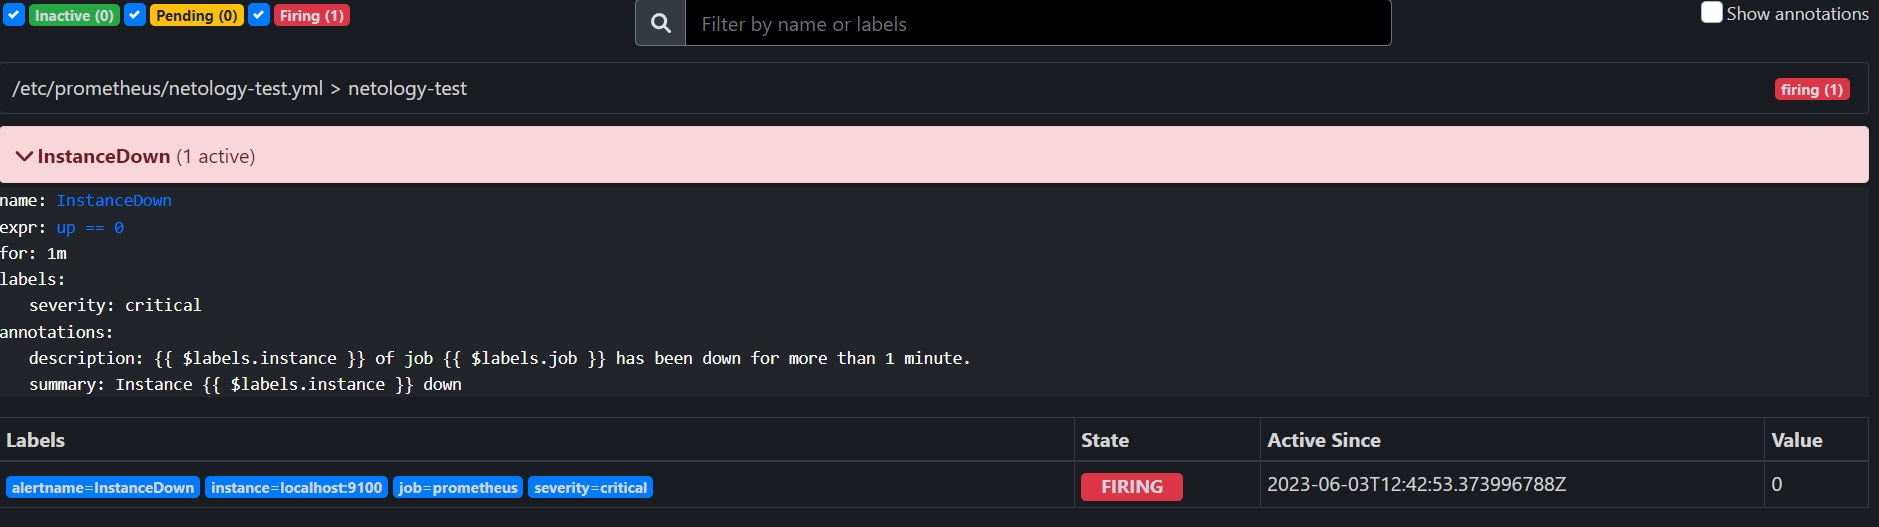 Inactive (0) Pending (0) Firing (1) Filter by name or labels Show annotations
/etc/prometheus/netology-test.yml > netology-test firing (1)
InstanceDown (1 active)
name: InstanceDown
expr: up == 0
for: 1m
labels:
severity: critical
annotations:
description: {{ $labels.instance }} of job {{ $labels.job }} has been down for more than 1 minute.
summary: Instance {{ $labels.instance }} down
Labels State Active Since Value
alertname=InstanceDown instance=localhost:9100 job=prometheus severity=critical FIRING 2023-06-03T12:42:53.373996788Z 0